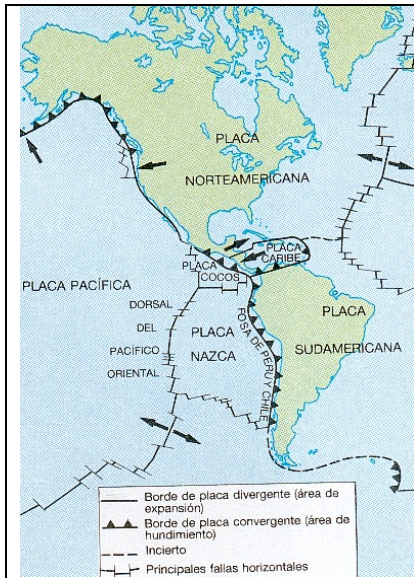 PLACA
NORTEAMERICANA
PLACA
CARIBE
PLACA
COCOS
PLACA PACÍFICA
DORSAL
DEL
PACÍFICO
ORIENTAL
PLACA
NAZCA
FOSA DE PERU Y CHILE
PLACA
SUDAMERICANA
Borde de placa divergente (área de
expansión)
Borde de placa convergente (área de
hundimiento)
Incierto
Principales fallas horizontales